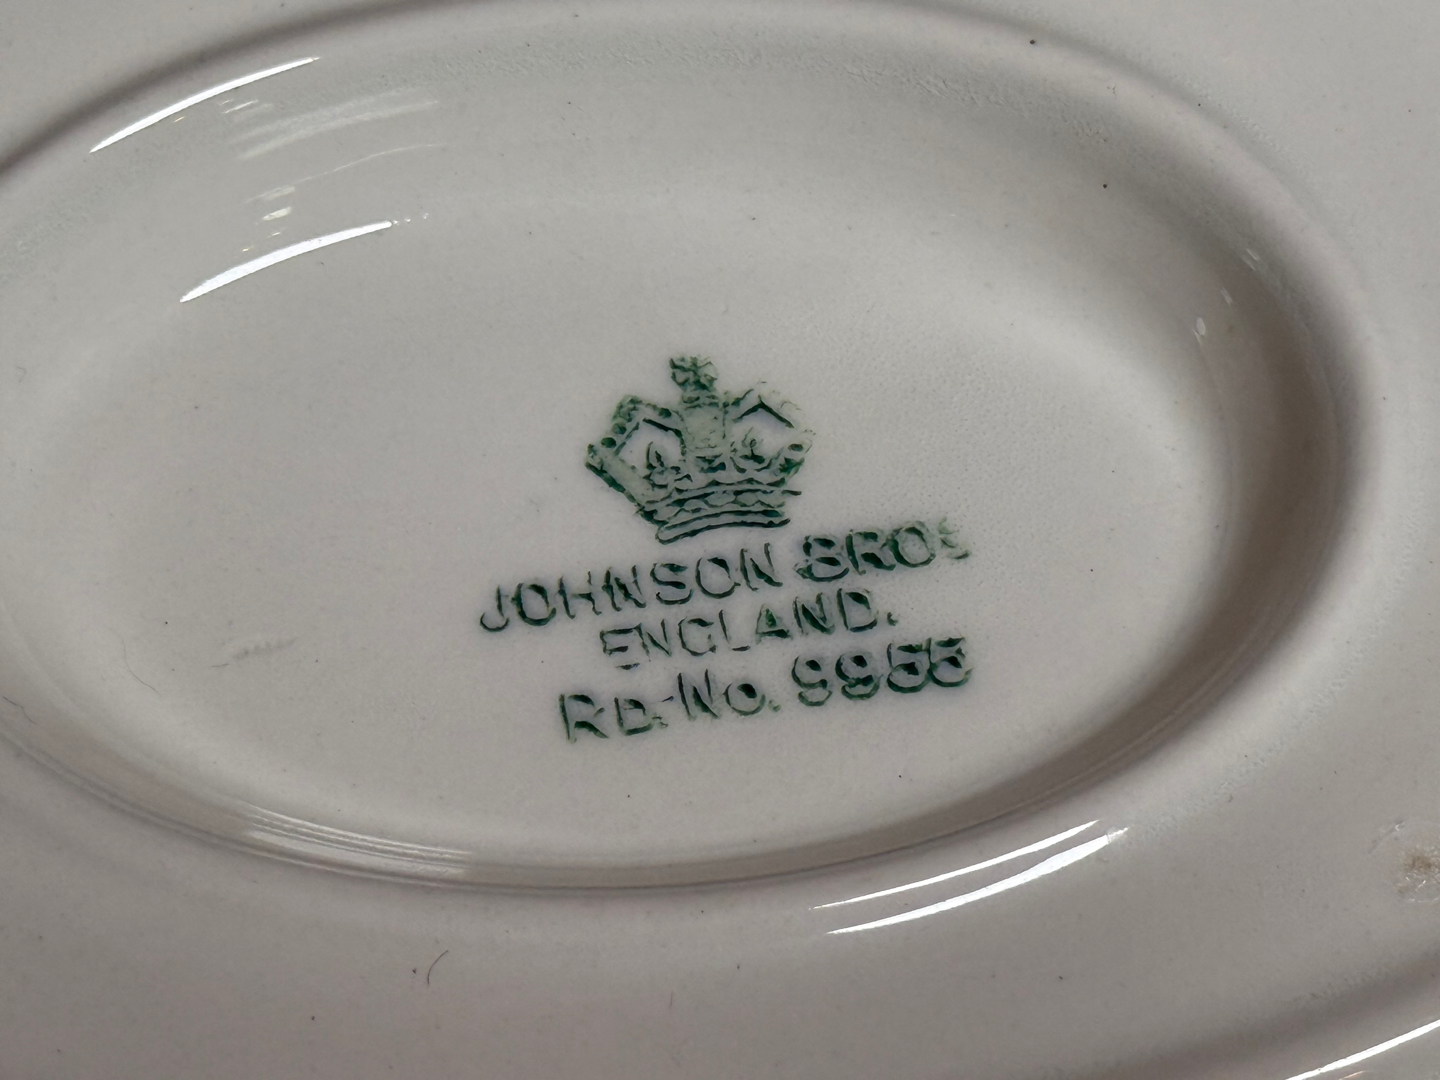 JOHNSON BROS
ENGLAND.
RD. No. 9955